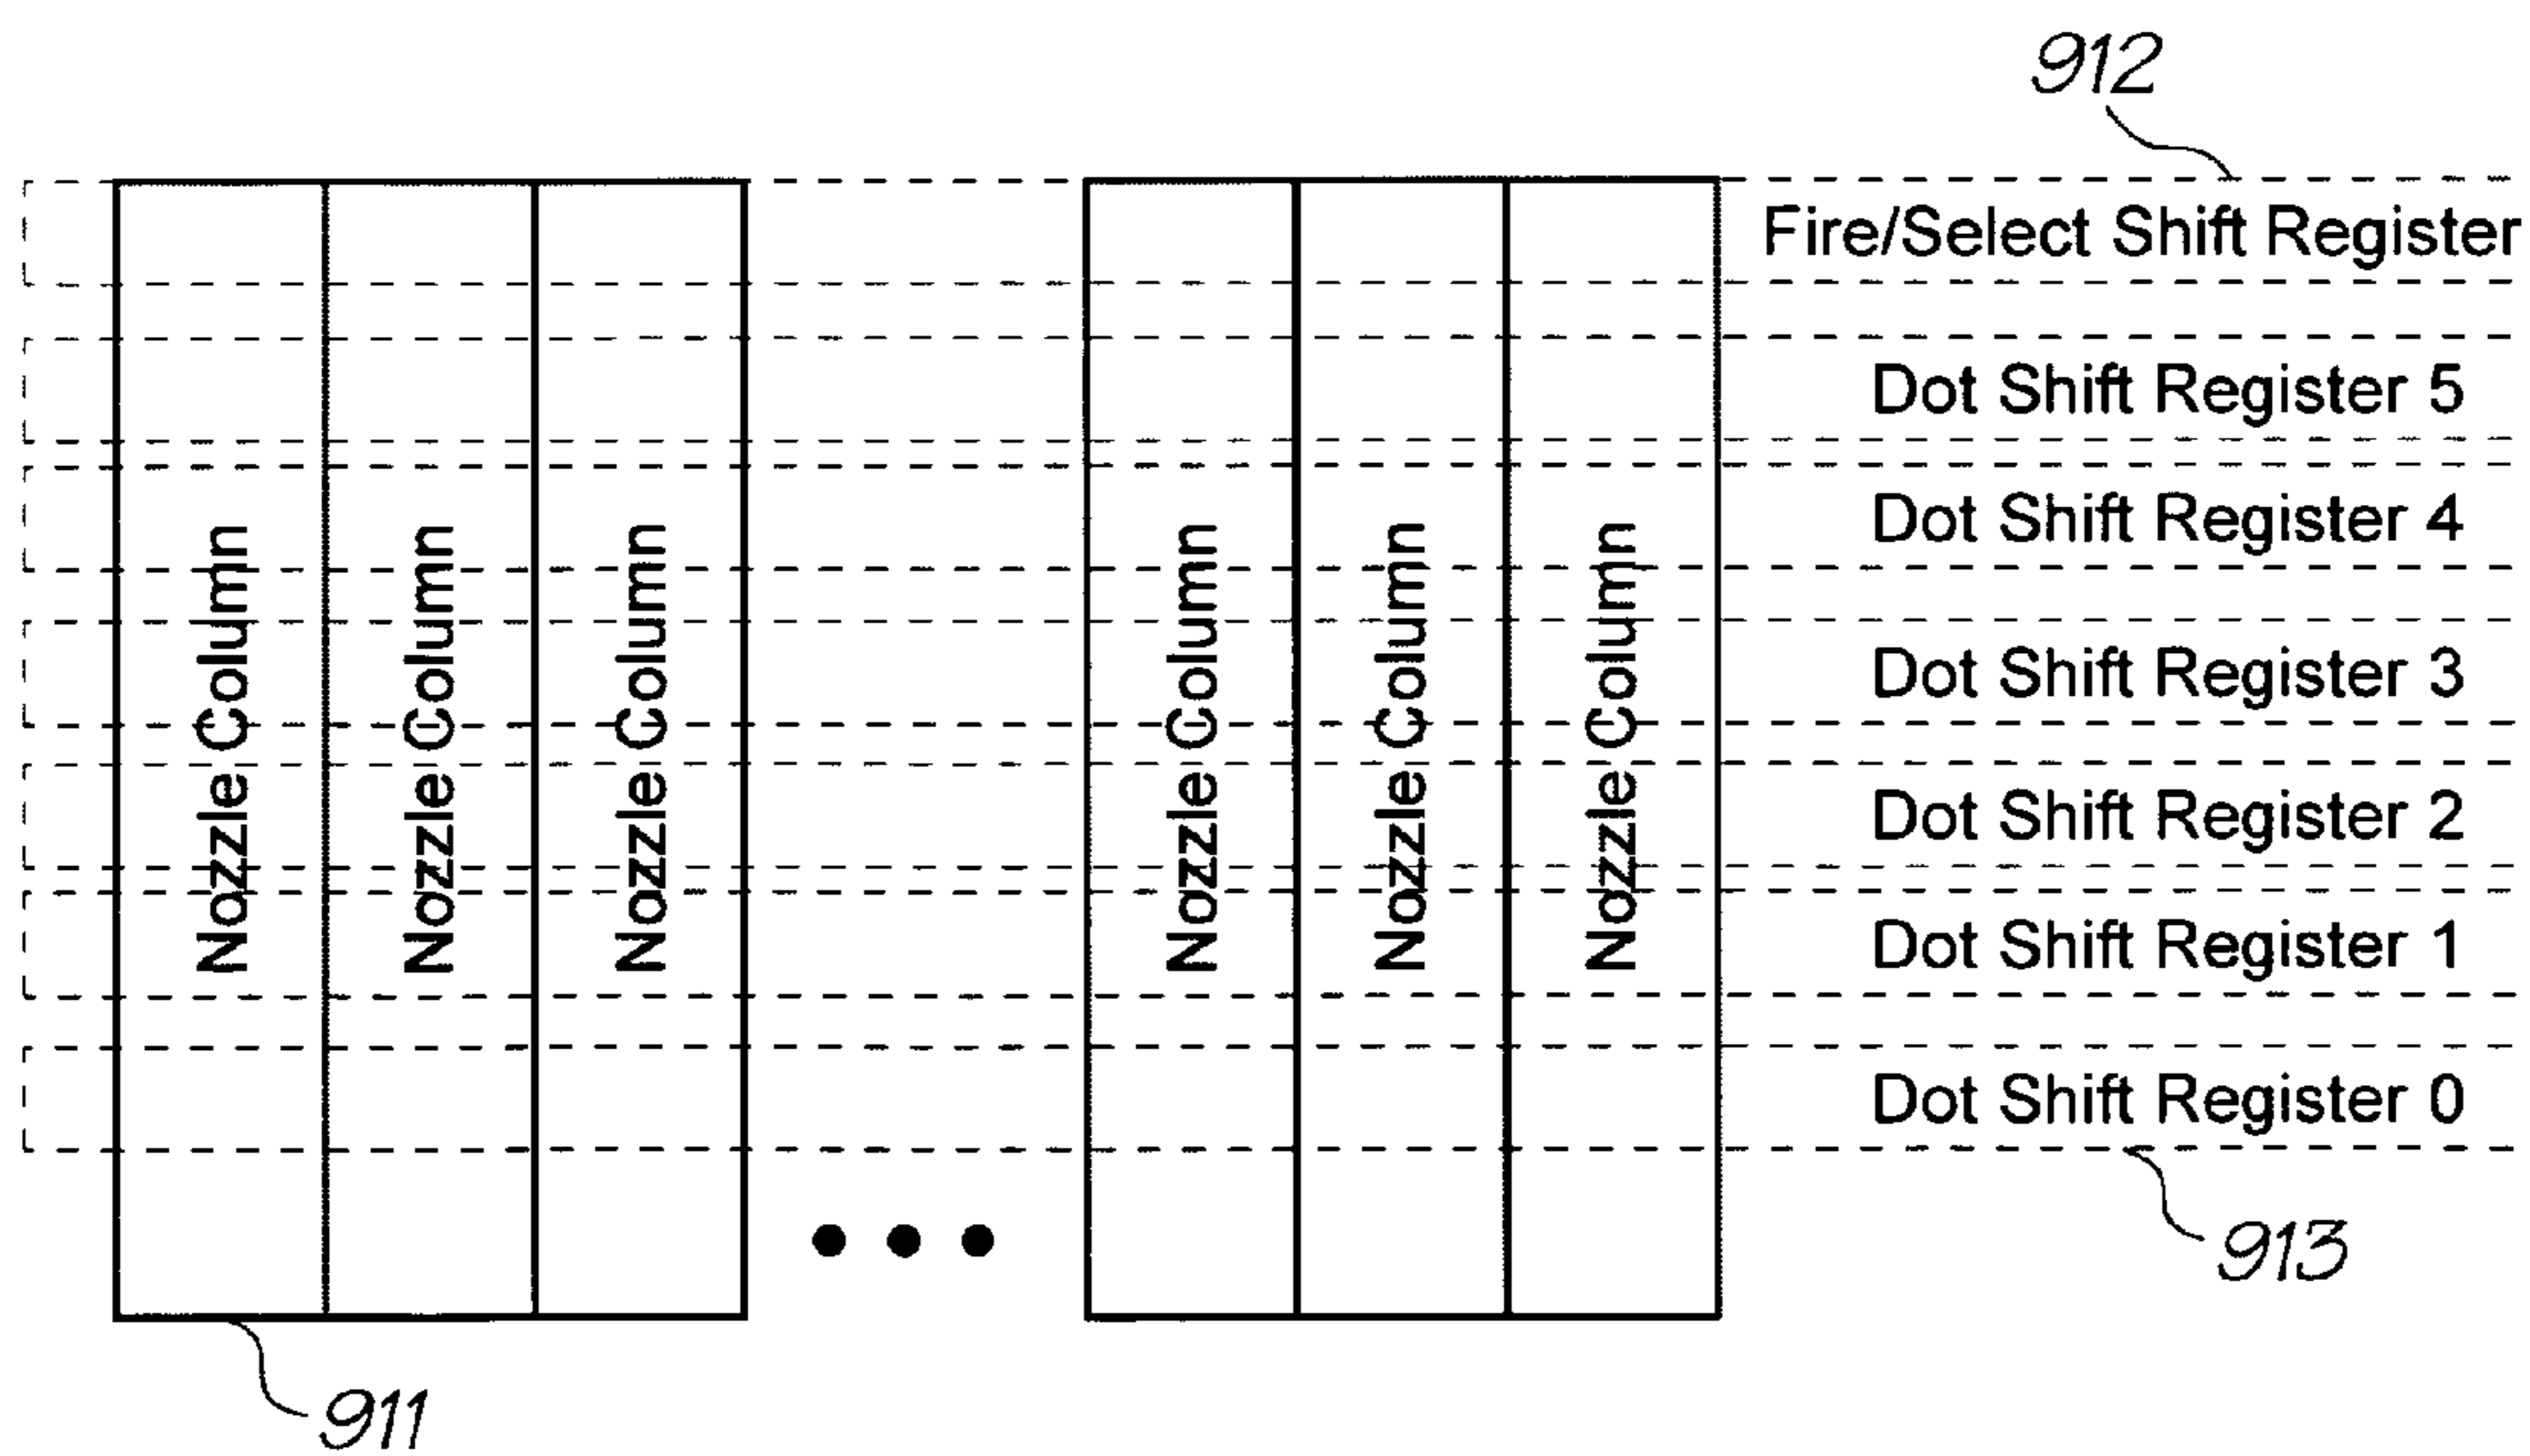 912
Fire/Select Shift Register
Dot Shift Register 5
Dot Shift Register 4
Dot Shift Register 3
Dot Shift Register 2
Dot Shift Register 1
Dot Shift Register 0
Nozzle Column
Nozzle Column
Nozzle Column
Nozzle Column
Nozzle Column
Nozzle Column
913
911